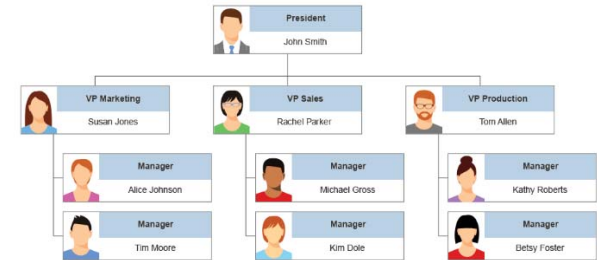 President
John Smith
VP Marketing
Susan Jones
VP Sales
Rachel Parker
VP Production
Tom Allen
Manager
Alice Johnson
Manager
Michael Gross
Manager
Kathy Roberts
Manager
Tim Moore
Manager
Kim Dole
Manager
Betsy Foster